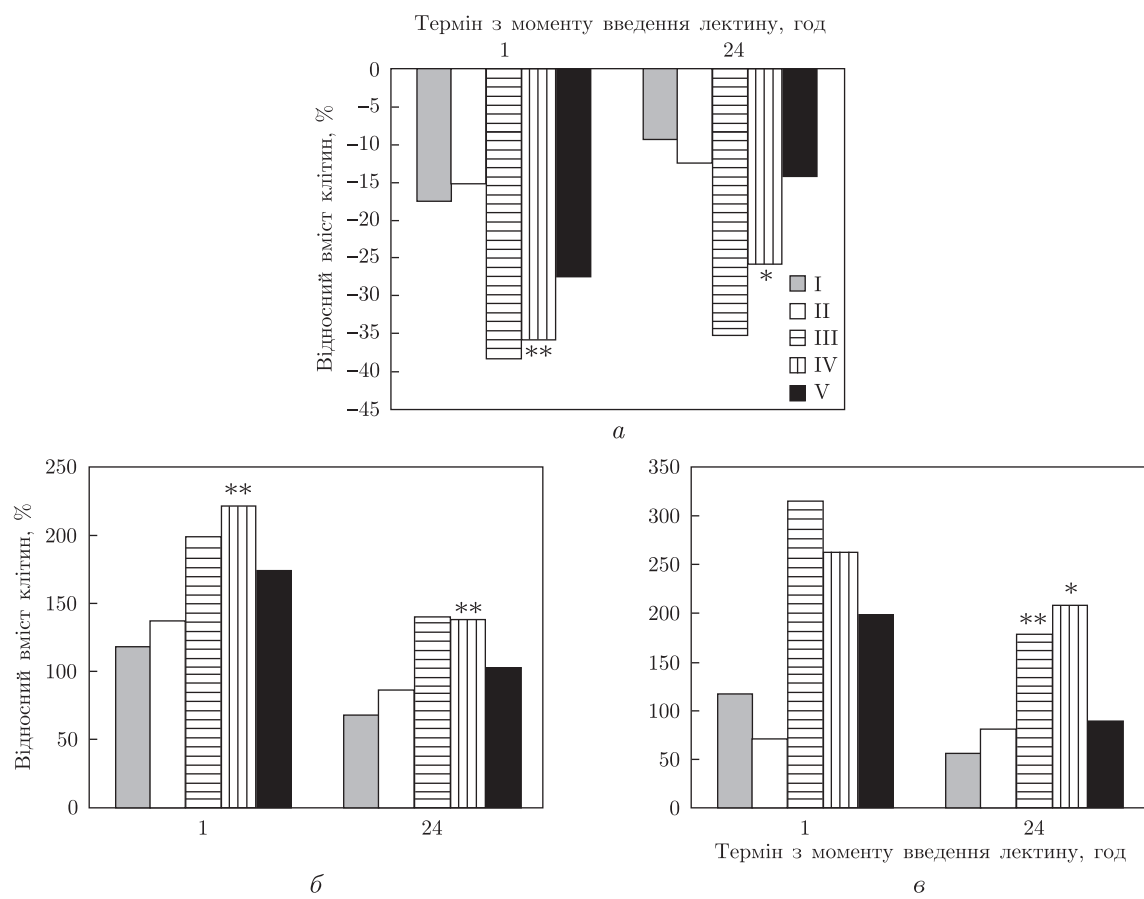 Термін з моменту введення лектину, год
1 24
Відносний вміст клітин, %
0
−5
−10
−15
−20
−25
−30
−35
−40
−45
**
*
I
II
III
IV
V
а
Відносний вміст клітин, %
250
200
150
100
50
0
**
**
1 24
б
350
300
250
200
150
100
50
0
**
*
1 24
Термін з моменту введення лектину, год
в